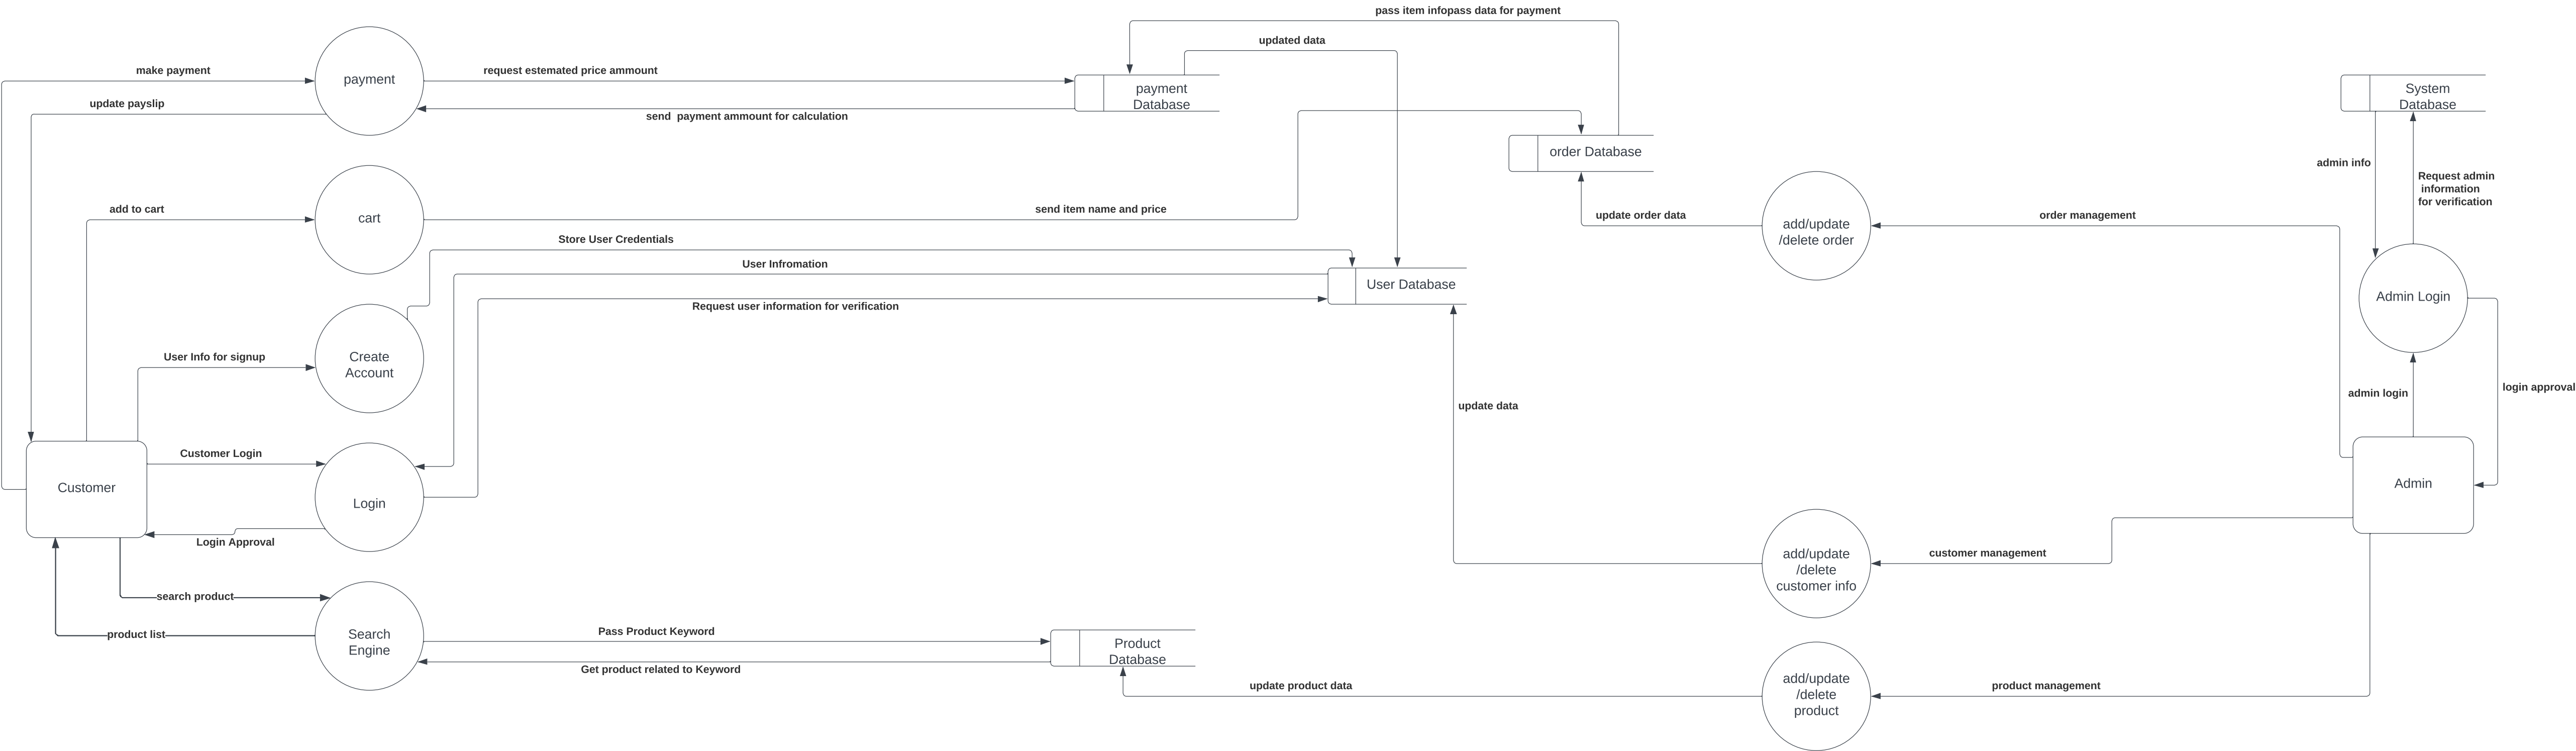 pass item infopass data for payment
updated data
make payment
payment
request estemated price ammount
update payslip
send  payment ammount for calculation
payment
Database
System
Database
order Database
admin info
Request admin
information
for verification
add to cart
cart
send item name and price
update order data
add/update
/delete order
order management
Store User Credentials
User Infromation
User Database
Request user information for verification
Admin Login
User Info for signup
Create
Account
update data
admin login
login approval
Customer Login
Customer
Login
Login Approval
Admin
customer management
add/update
/delete
customer info
search product
product list
Search
Engine
Pass Product Keyword
Get product related to Keyword
Product
Database
update product data
add/update
/delete
product
product management